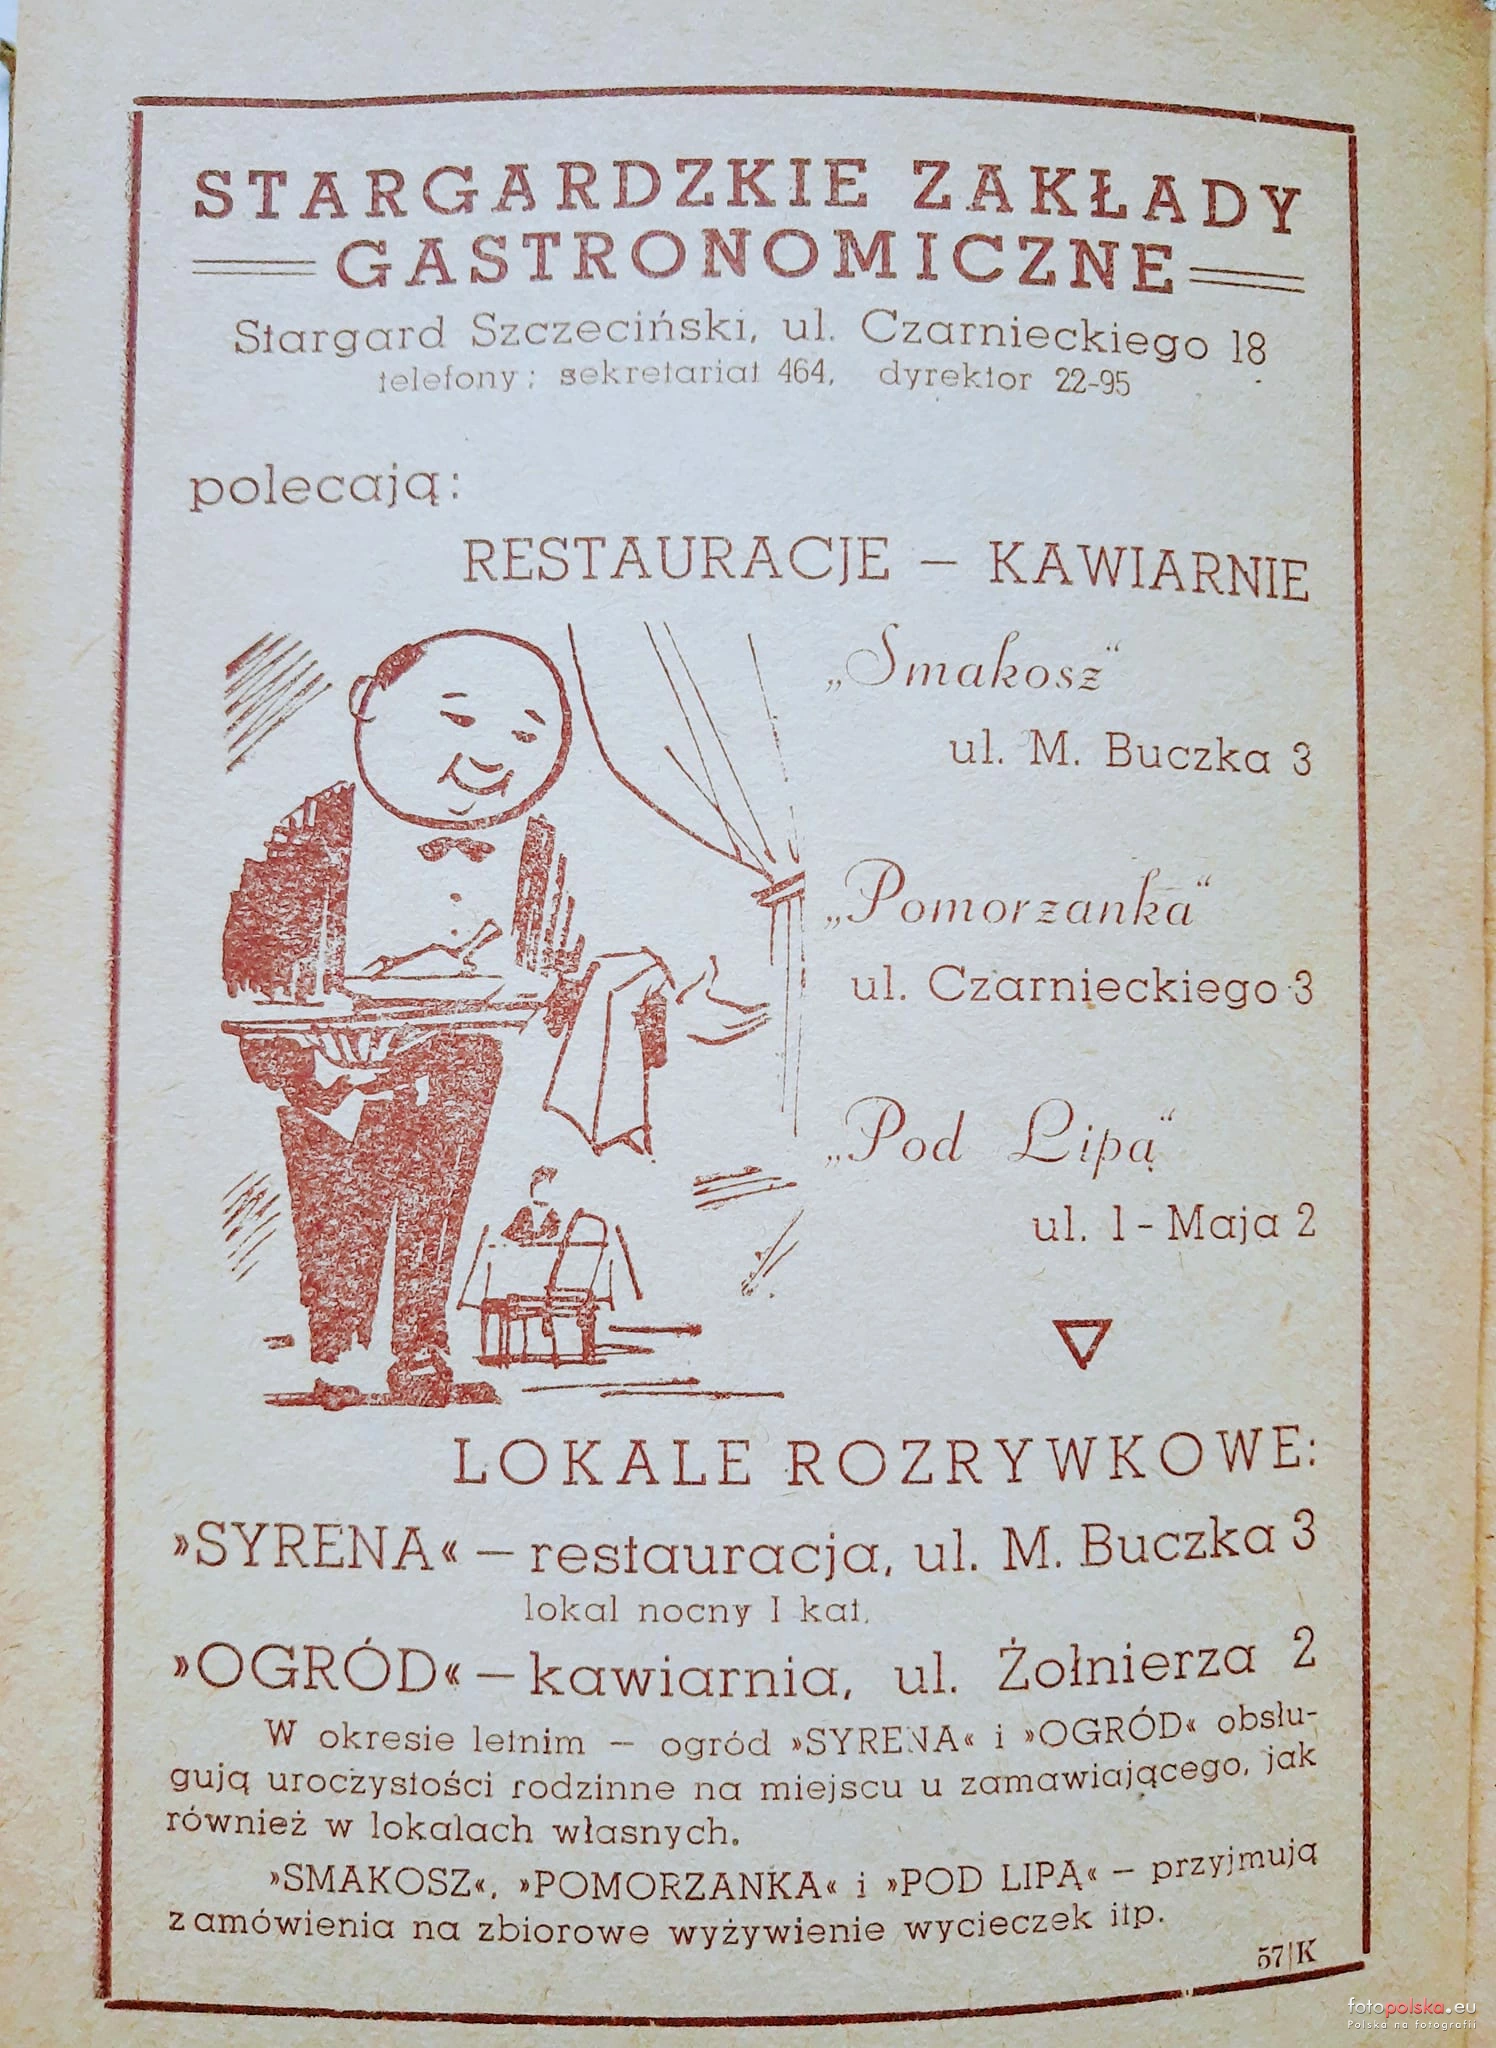 STARGARDZKIE ZAKŁADY
GASTRONOMICZNE
Stargard Szczeciński, ul. Czarnieckiego 18
telefony: sekretariat 464, dyrektor 22-95
polecają:
RESTAURACJE – KAWIARNIE
„Smakosz“
ul. M. Buczka 3
„Pomorzanka“
ul. Czarnieckiego 3
„Pod Lipą“
ul. 1 - Maja 2
LOKALE ROZRYWKOWE:
»SYRENA« – restauracja, ul. M. Buczka 3
lokal nocny I kat.
»OGRÓD« – kawiarnia, ul. Żołnierza 2
W okresie letnim – ogród »SYRENA« i »OGRÓD« obsłu-
gują uroczystości rodzinne na miejscu u zamawiającego, jak
również w lokalach własnych.
»SMAKOSZ«, »POMORZANKA« i »POD LIPĄ« – przyjmują
zamówienia na zbiorowe wyżywienie wycieczek itp.
57/K
fotopolska.eu
Polska na fotografii